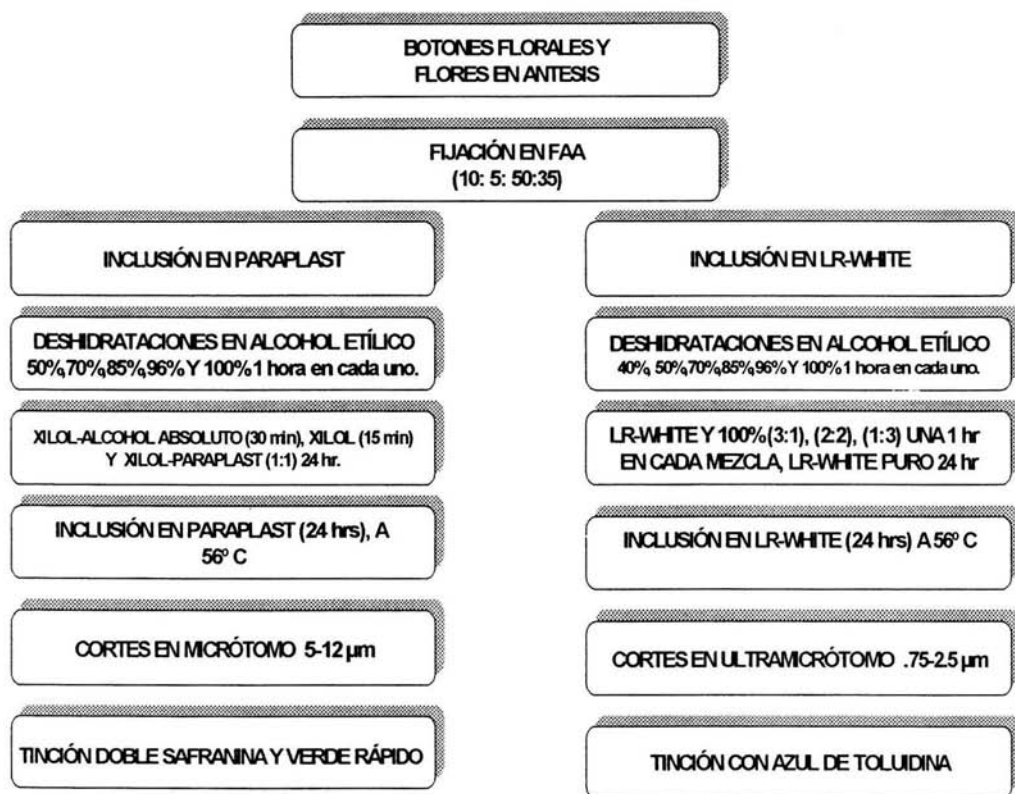 BOTONES FLORALES Y
FLORES EN ANTESIS
FIJACIÓN EN FAA
(10: 5: 50:35)
INCLUSIÓN EN PARAPLAST
DESHIDRATACIONES EN ALCOHOL ETÍLICO
50%,70%,85%,96% Y 100% 1 hora en cada uno.
XILOL-ALCOHOL ABSOLUTO (30 min), XILOL (15 min)
Y XILOL-PARAPLAST (1:1) 24 hr.
INCLUSIÓN EN PARAPLAST (24 hrs), A
56º C
CORTES EN MICRÓTOMO 5-12 µm
TINCIÓN DOBLE SAFRANINA Y VERDE RÁPIDO
INCLUSIÓN EN LR-WHITE
DESHIDRATACIONES EN ALCOHOL ETÍLICO
40%, 50%,70%,85%,96% Y 100% 1 hora en cada uno.
LR-WHITE Y 100% (3:1), (2:2), (1:3) UNA 1 hr
EN CADA MEZCLA, LR-WHITE PURO 24 hr
INCLUSIÓN EN LR-WHITE (24 hrs) A 56º C
CORTES EN ULTRAMICRÓTOMO .75-2.5 µm
TINCIÓN CON AZUL DE TOLUIDINA